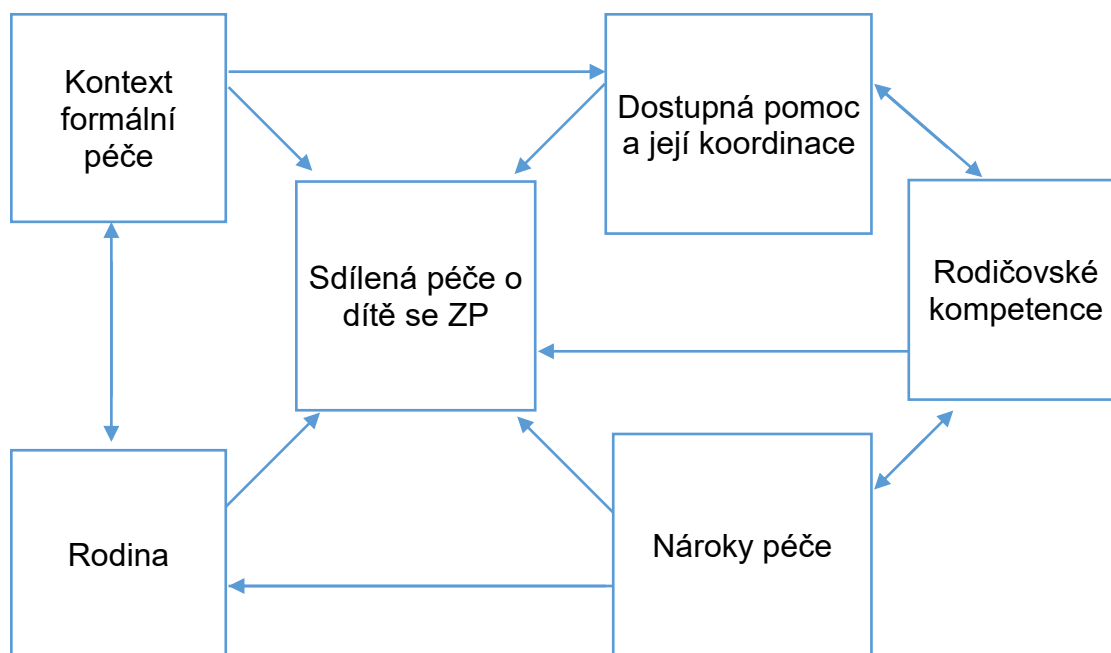 Kontext
formální
péče
Dostupná pomoc
a její koordinace
Sdílená péče o
dítě se ZP
Rodičovské
kompetence
Rodina
Nároky péče